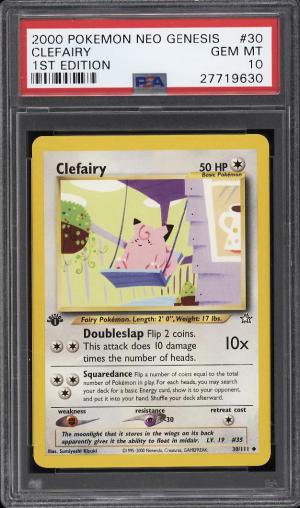 2000 POKEMON NEO GENESIS #30
CLEFAIRY GEM MT
1ST EDITION 10
PSA 27719630
Clefairy 50 HP
Basic Pokémon
Fairy Pokémon. Length: 2' 0", Weight: 17 lbs.
Doubleslap Flip 2 coins.
This attack does 10 damage
times the number of heads.
10x
Squaredance Flip a number of coins equal to the total
number of Pokémon in play. For each heads, you may search
your deck for a basic Energy card, show it to your opponent,
and put it into your hand. Shuffle your deck afterward.
weakness resistance retreat cost
-30
The moonlight that it stores in the wings on its back
apparently gives it the ability to float in midair. LV. 19 #35
Illus. Sumiyoshi Kizuki ©1995-2000 Nintendo, Creatures, GAMEFREAK. 30/111